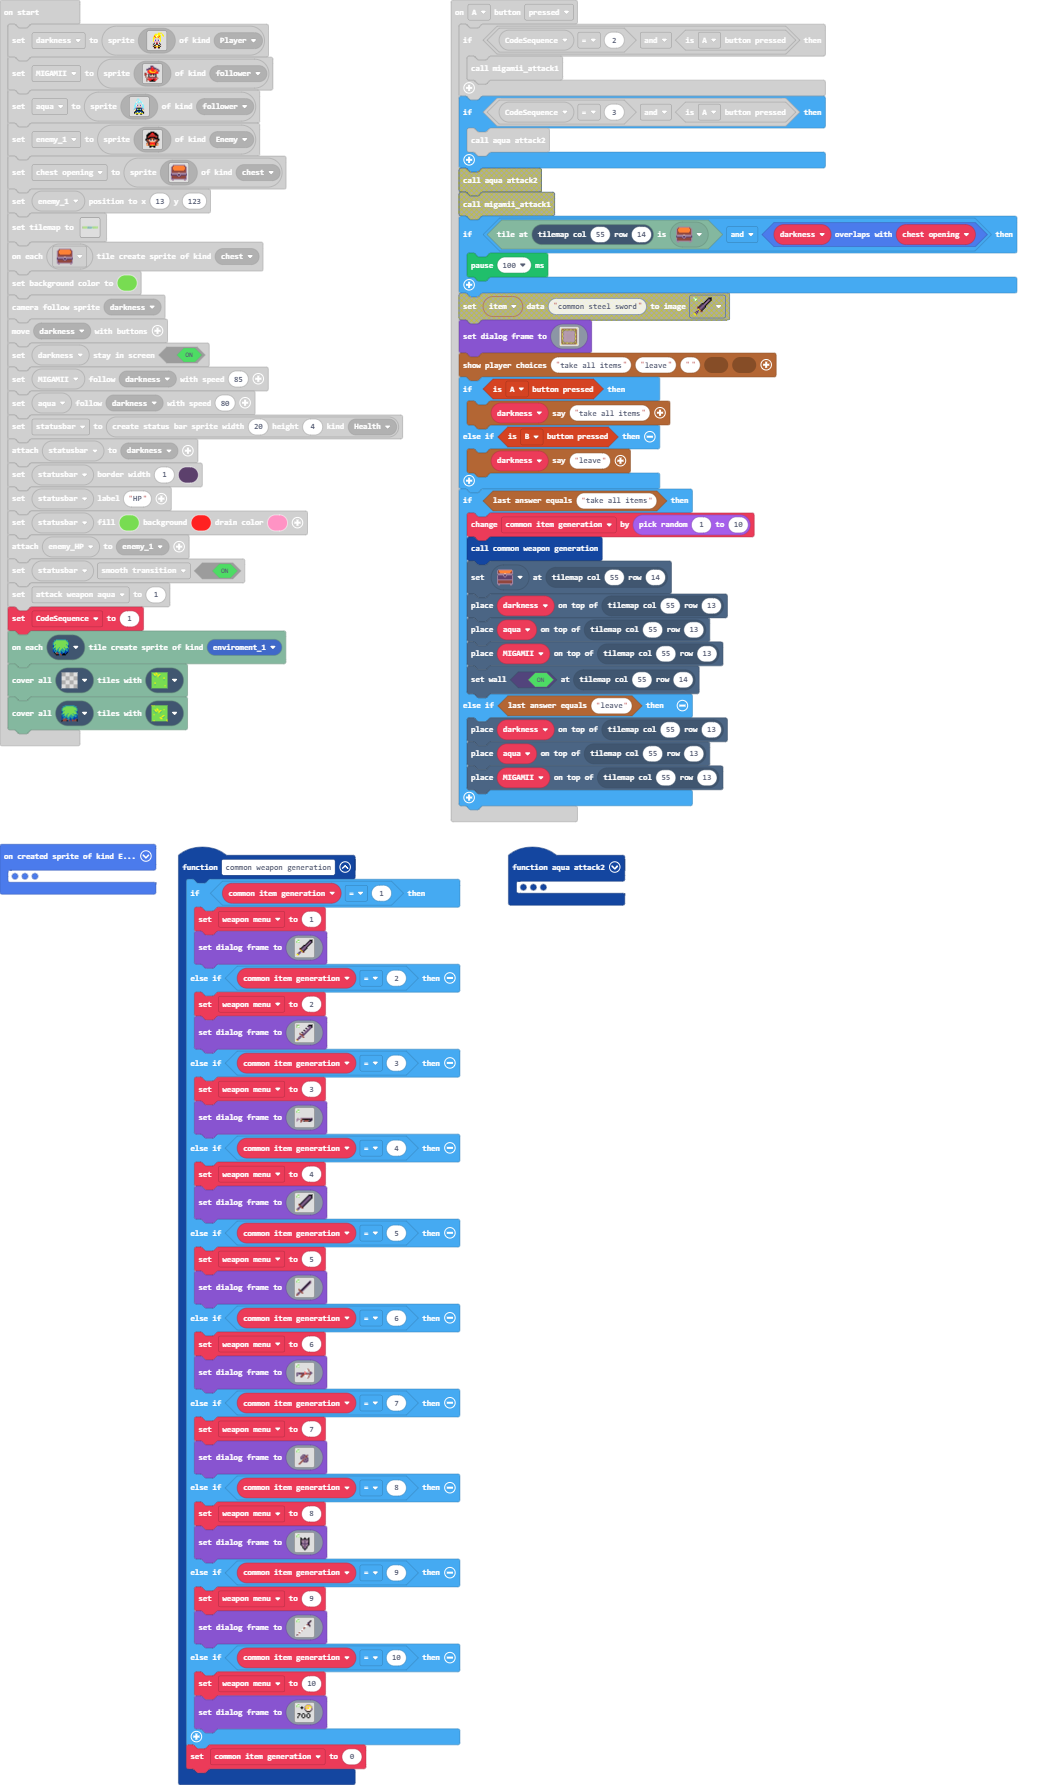 on start
set darkness to sprite of kind Player
set MIGAMII to sprite of kind follower
set aqua to sprite of kind follower
set enemy_1 to sprite of kind Enemy
set chest opening to sprite of kind chest
set enemy_1 position to x 13 y 123
set tilemap to
on each tile create sprite of kind chest
set background color to
camera follow sprite darkness
move darkness with buttons
set darkness stay in screen ON
set MIGAMII follow darkness with speed 85
set aqua follow darkness with speed 80
set statusbar to create status bar sprite width 20 height 4 kind Health
attach statusbar to darkness
set statusbar border width 1
set statusbar label "HP"
set statusbar fill background drain color
attach enemy_HP to enemy_1
set statusbar smooth transition ON
set attack weapon aqua to 1
set CodeSequence to 1
on each tile create sprite of kind enviroment_1
cover all tiles with
cover all tiles with
on A button pressed
if CodeSequence = 2 and is A button pressed then
call migamii_attack1
if CodeSequence = 3 and is A button pressed then
call aqua attack2
call aqua attack2
call migamii_attack1
if tile at tilemap col 55 row 14 is and darkness overlaps with chest opening then
pause 100 ms
set item data "common steel sword" to image
set dialog frame to
show player choices "take all items" "leave" ""
if is A button pressed then
darkness say "take all items"
else if is B button pressed then
darkness say "leave"
if last answer equals "take all items" then
change common item generation by pick random 1 to 10
call common weapon generation
set at tilemap col 55 row 14
place darkness on top of tilemap col 55 row 13
place aqua on top of tilemap col 55 row 13
place MIGAMII on top of tilemap col 55 row 13
set wall ON at tilemap col 55 row 14
else if last answer equals "leave" then
place darkness on top of tilemap col 55 row 13
place aqua on top of tilemap col 55 row 13
place MIGAMII on top of tilemap col 55 row 13
on created sprite of kind E...
function common weapon generation
if common item generation = 1 then
set weapon menu to 1
set dialog frame to
else if common item generation = 2 then
set weapon menu to 2
set dialog frame to
else if common item generation = 3 then
set weapon menu to 3
set dialog frame to
else if common item generation = 4 then
set weapon menu to 4
set dialog frame to
else if common item generation = 5 then
set weapon menu to 5
set dialog frame to
else if common item generation = 6 then
set weapon menu to 6
set dialog frame to
else if common item generation = 7 then
set weapon menu to 7
set dialog frame to
else if common item generation = 8 then
set weapon menu to 8
set dialog frame to
else if common item generation = 9 then
set weapon menu to 9
set dialog frame to
else if common item generation = 10 then
set weapon menu to 10
set dialog frame to 700
set common item generation to 0
function aqua attack2